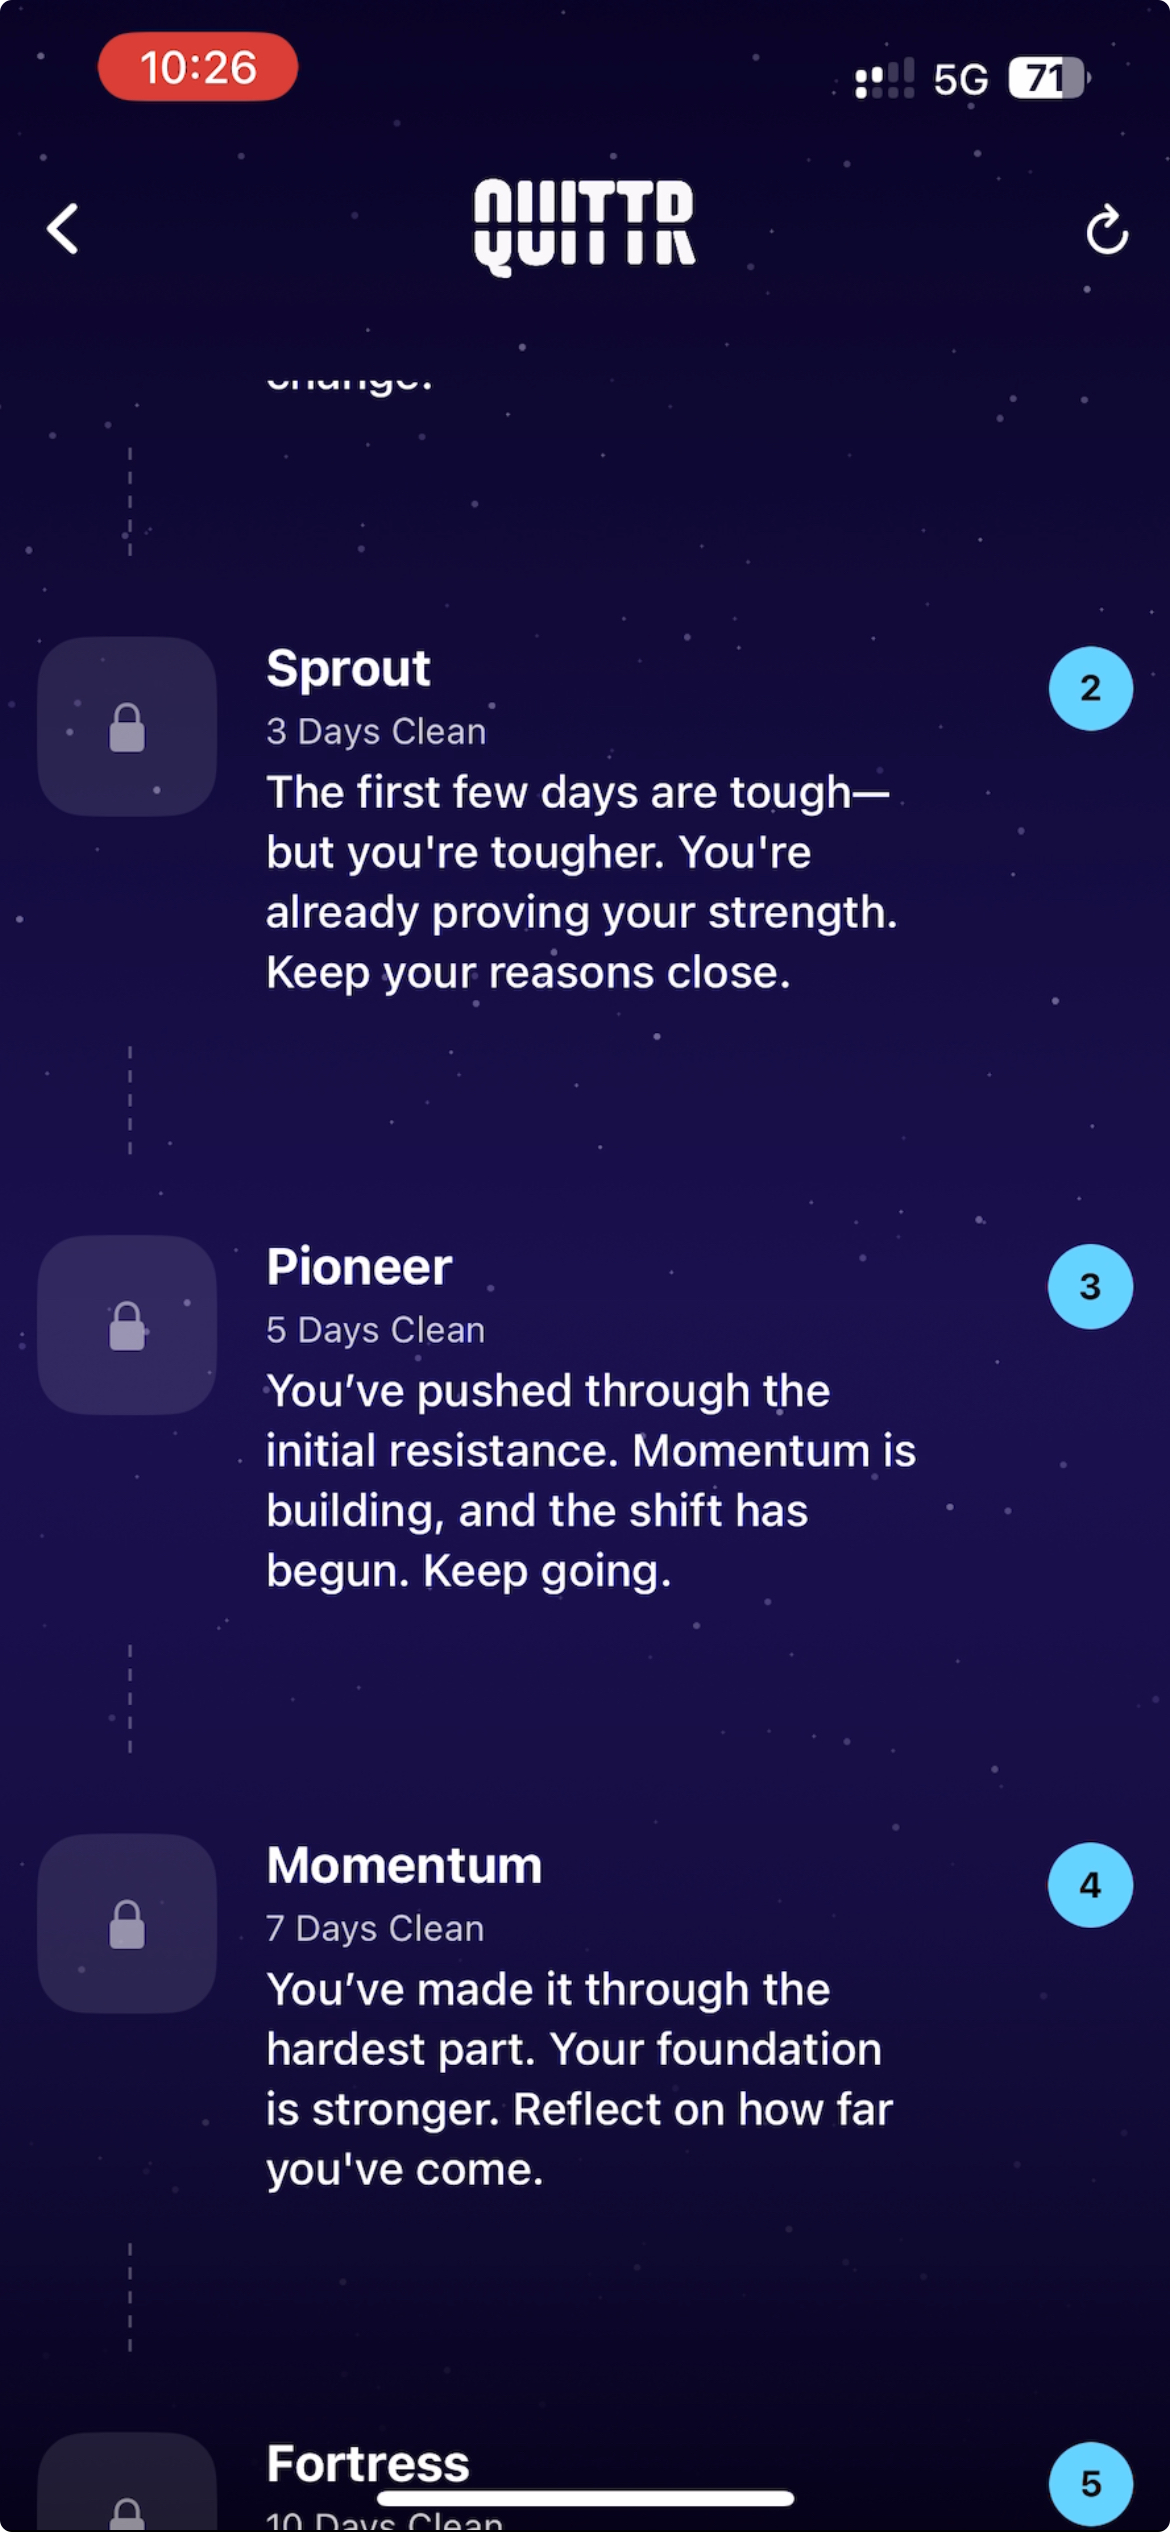 10:26
5G
71
QUITTR
change.
Sprout
2
3 Days Clean
The first few days are tough—
but you're tougher. You're
already proving your strength.
Keep your reasons close.
Pioneer
3
5 Days Clean
You’ve pushed through the
initial resistance. Momentum is
building, and the shift has
begun. Keep going.
Momentum
4
7 Days Clean
You’ve made it through the
hardest part. Your foundation
is stronger. Reflect on how far
you've come.
Fortress
5
10 Days Clean